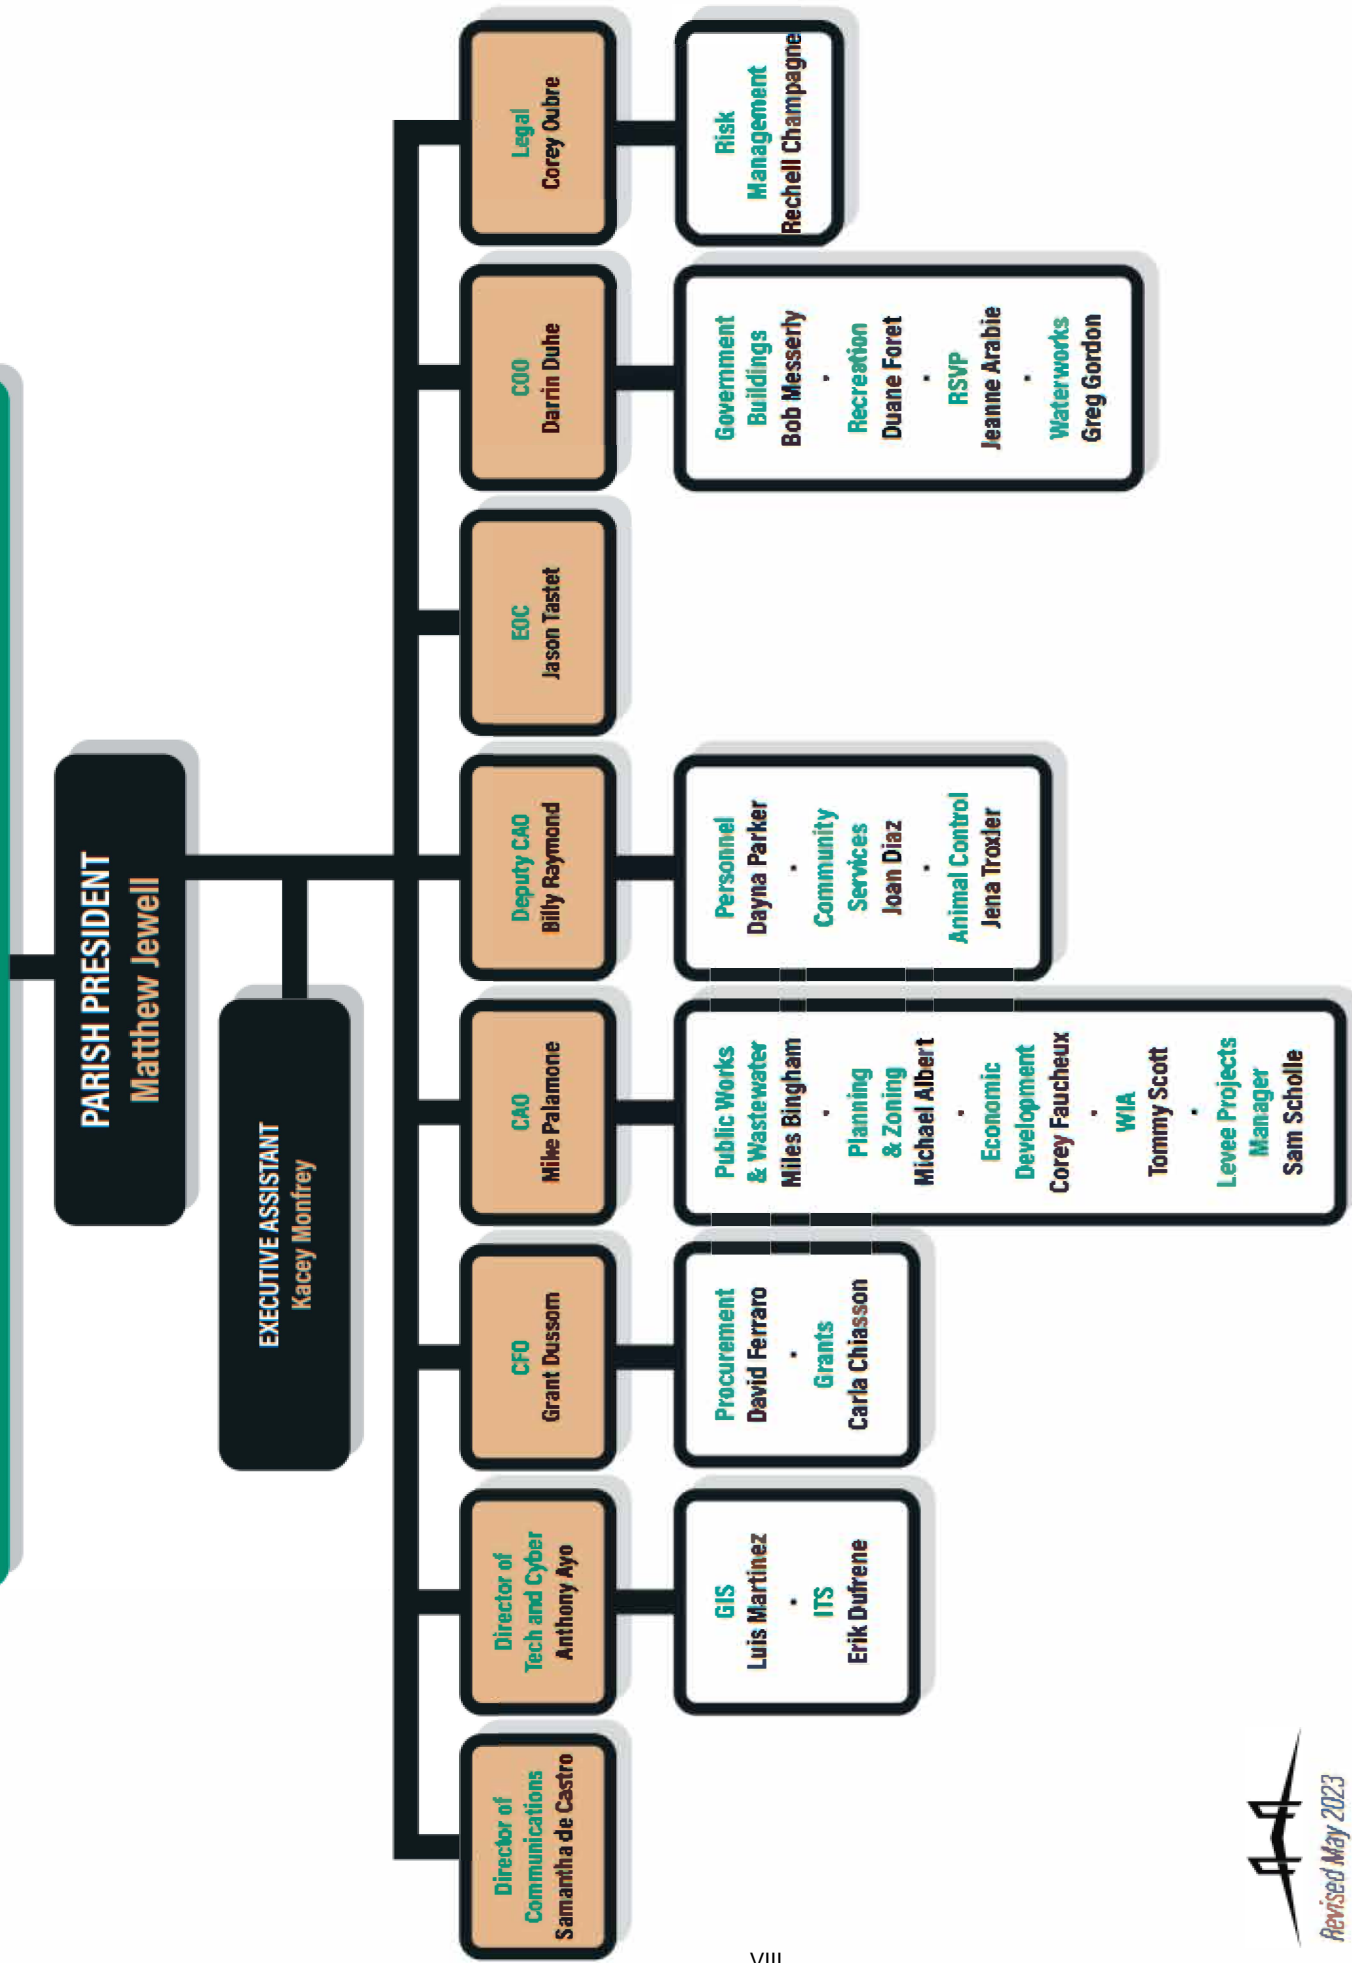 PARISH PRESIDENT
Matthew Jewell
EXECUTIVE ASSISTANT
Kacey Monfrey
Director of
Communications
Samantha de Castro
Director of
Tech and Cyber
Anthony Ayo
CFO
Grant Dussom
CAO
Mike Palamone
Deputy CAO
Billy Raymond
EOC
Jason Tastet
COO
Darrin Duhe
Legal
Corey Oubre
GIS
Luis Martinez
ITS
Erik Dufrene
Procurement
David Ferraro
Grants
Carla Chiasson
Public Works
& Wastewater
Miles Bingham
Planning
& Zoning
Michael Albert
Economic
Development
Corey Faucheux
WIA
Tommy Scott
Levee Projects
Manager
Sam Scholle
Personnel
Dayna Parker
Community
Services
Joan Diaz
Animal Control
Jena Troxler
Government
Buildings
Bob Messerly
Recreation
Duane Foret
RSVP
Jeanne Arabie
Waterworks
Greg Gordon
Risk
Management
Rechell Champagne
Revised May 2023
VIII